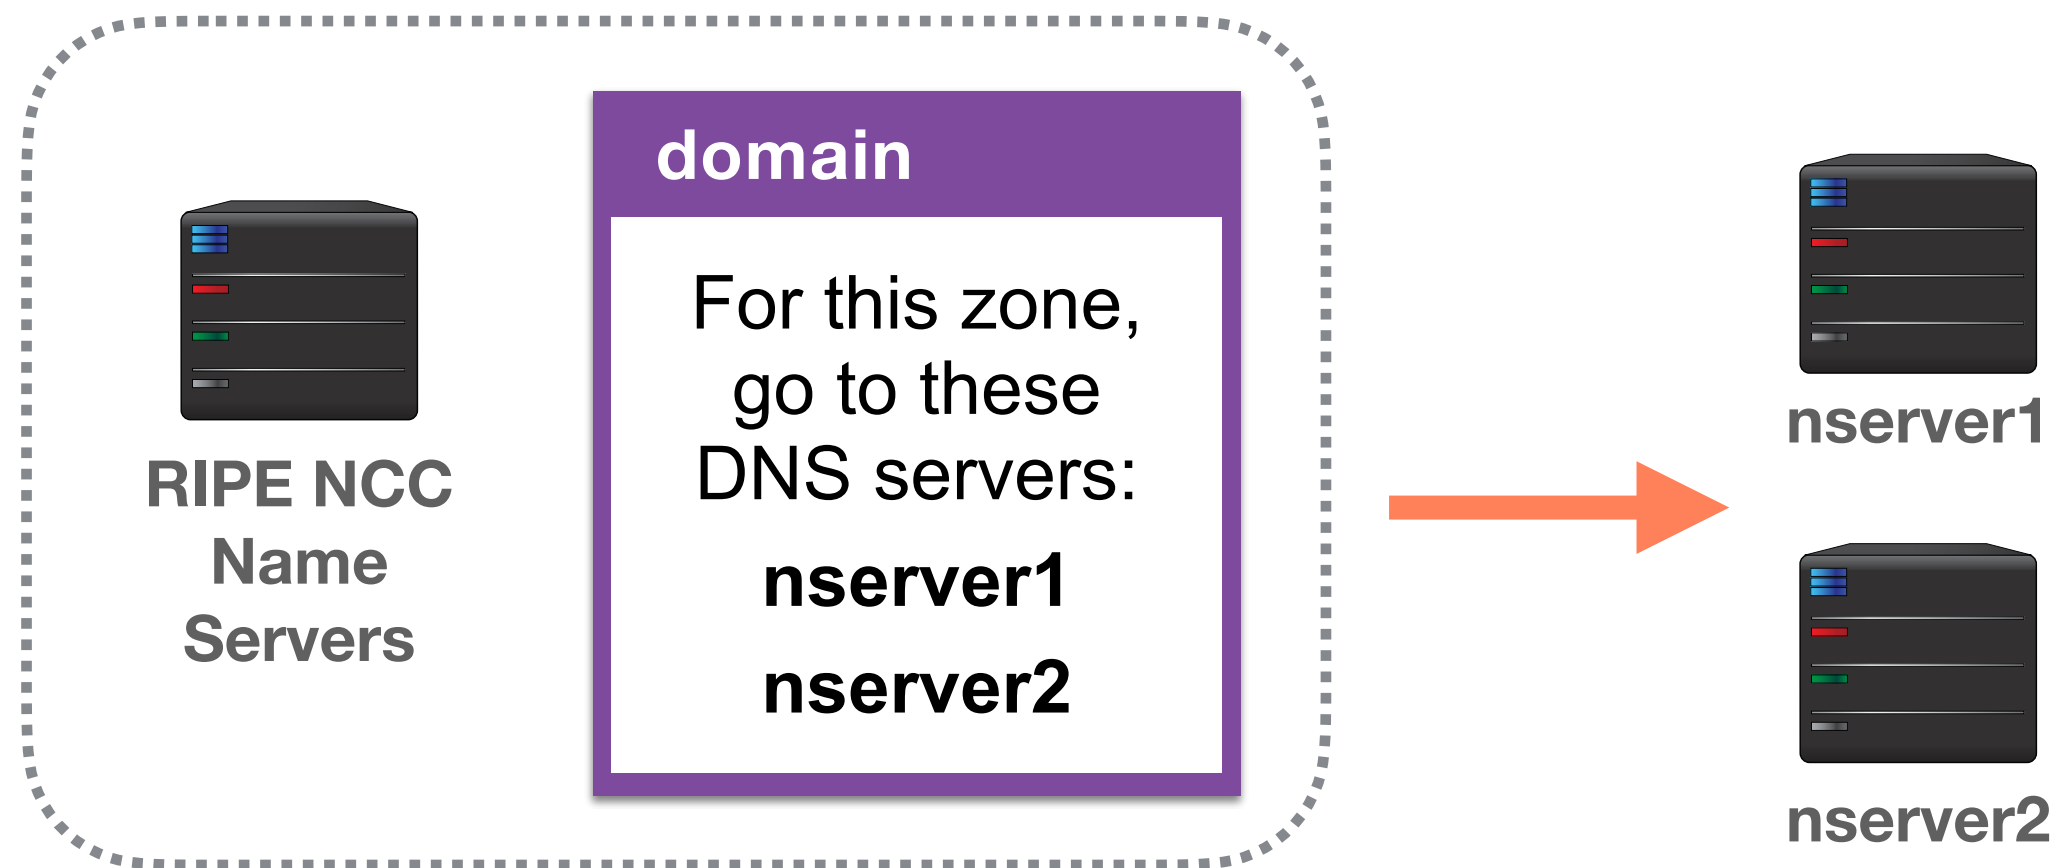 RIPE NCC
Name
Servers
domain
For this zone,
go to these
DNS servers:
nserver1
nserver2
nserver1
nserver2